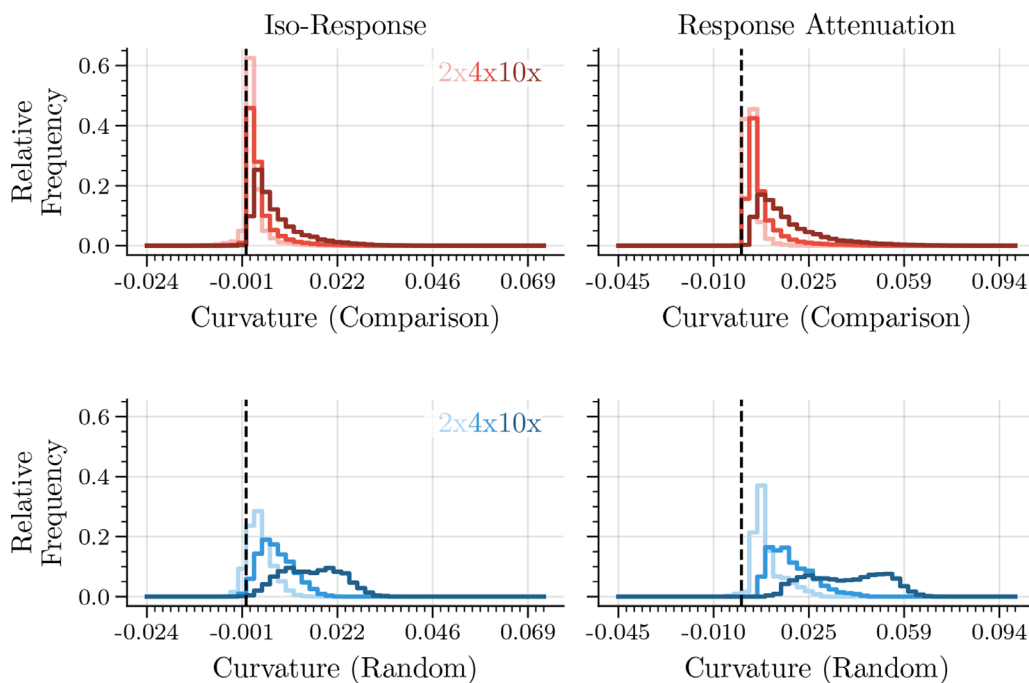 Iso-Response
Response Attenuation
Relative
Frequency
0.6
0.4
0.2
0.0
2x4x10x
-0.024 -0.001 0.022 0.046 0.069
Curvature (Comparison)
-0.045 -0.010 0.025 0.059 0.094
Curvature (Comparison)
Relative
Frequency
0.6
0.4
0.2
0.0
2x4x10x
-0.024 -0.001 0.022 0.046 0.069
Curvature (Random)
-0.045 -0.010 0.025 0.059 0.094
Curvature (Random)